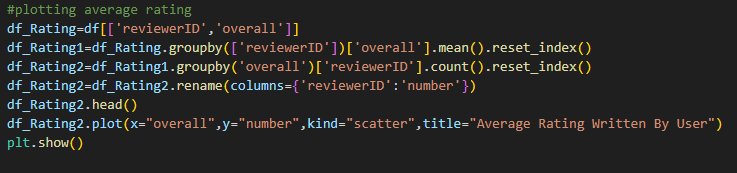 #plotting average rating
df_Rating=df[['reviewerID','overall']]
df_Rating1=df_Rating.groupby(['reviewerID'])['overall'].mean().reset_index()
df_Rating2=df_Rating1.groupby('overall')['reviewerID'].count().reset_index()
df_Rating2=df_Rating2.rename(columns={'reviewerID':'number'})
df_Rating2.head()
df_Rating2.plot(x="overall",y="number",kind="scatter",title="Average Rating Written By User")
plt.show()